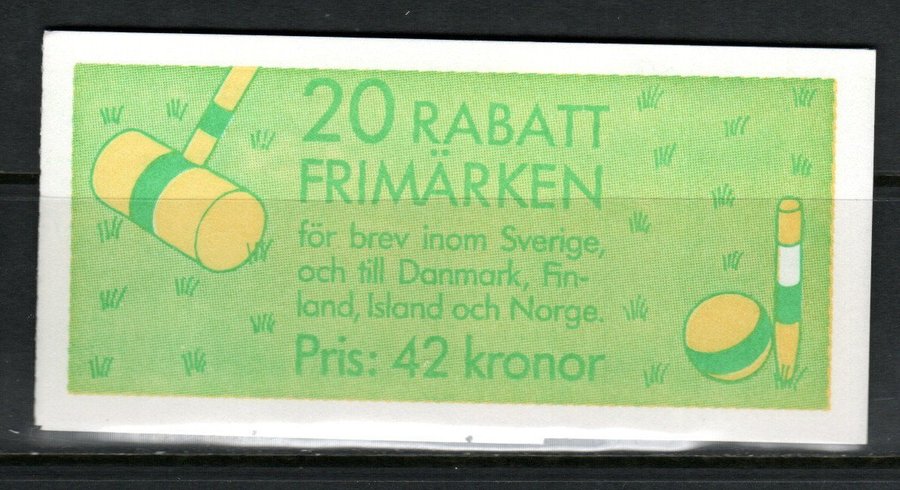 20 RABATT
FRIMÄRKEN
för brev inom Sverige,
och till Danmark, Fin-
land, Island och Norge.
Pris: 42 kronor